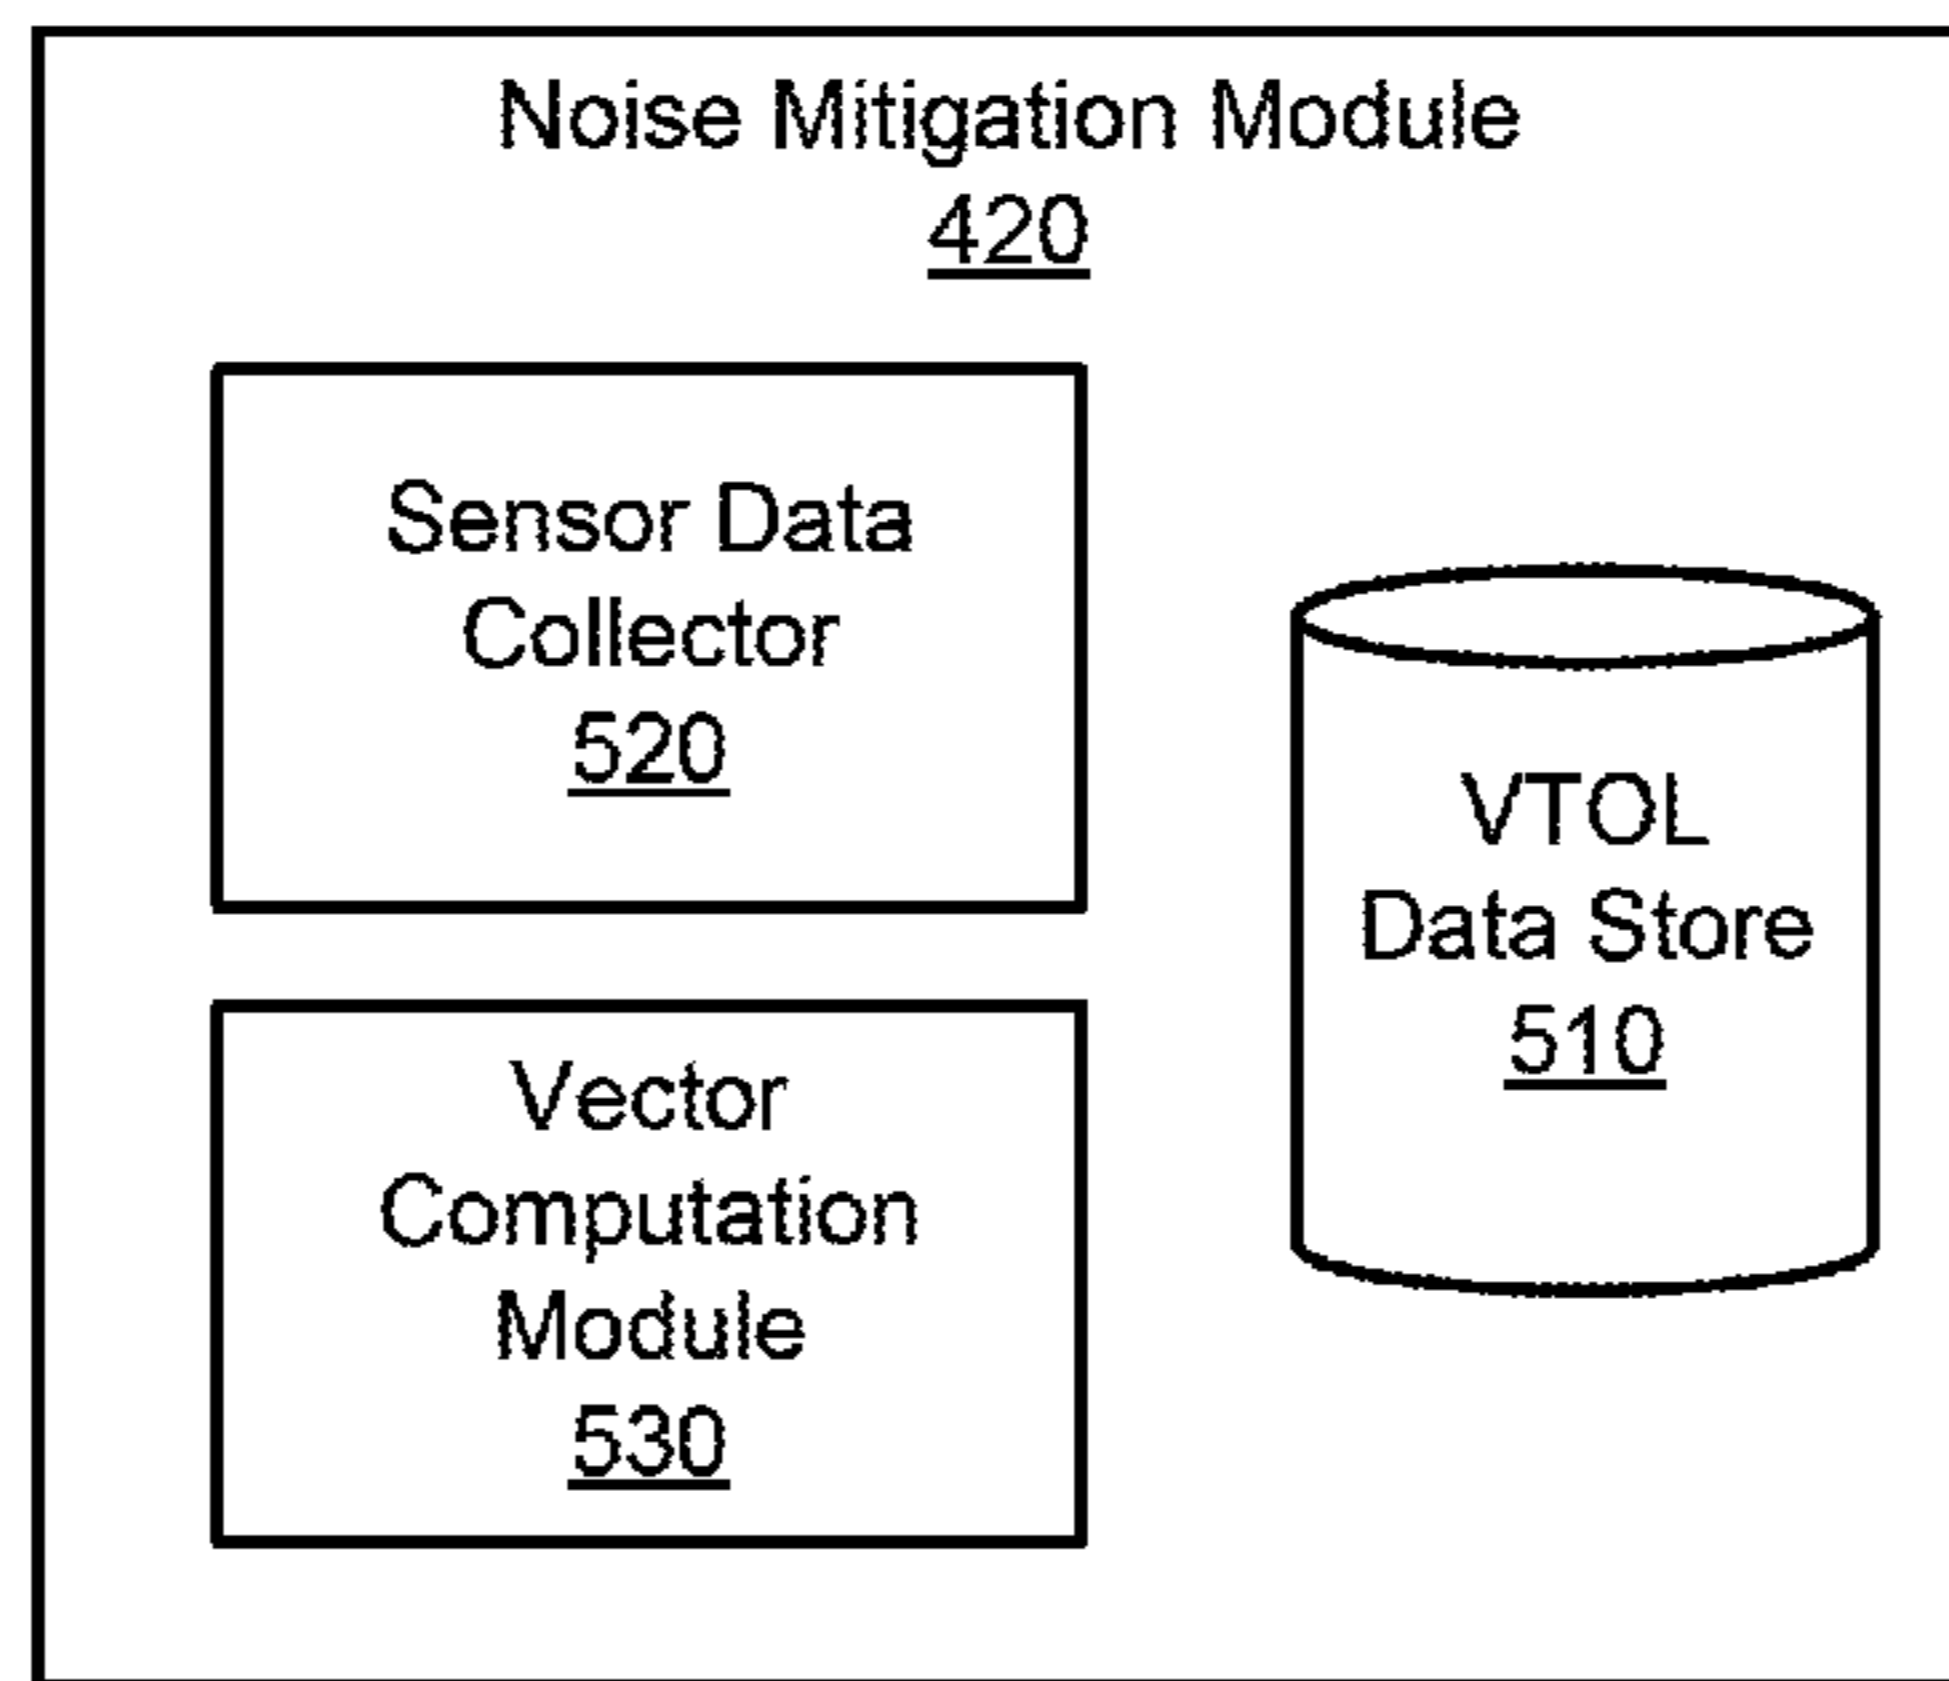 Noise Mitigation Module
420
Sensor Data
Collector
520
Vector
Computation
Module
530
VTOL
Data Store
510